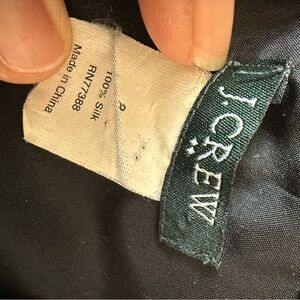 J.CREW
8
100% Silk
RN77388
Made in China